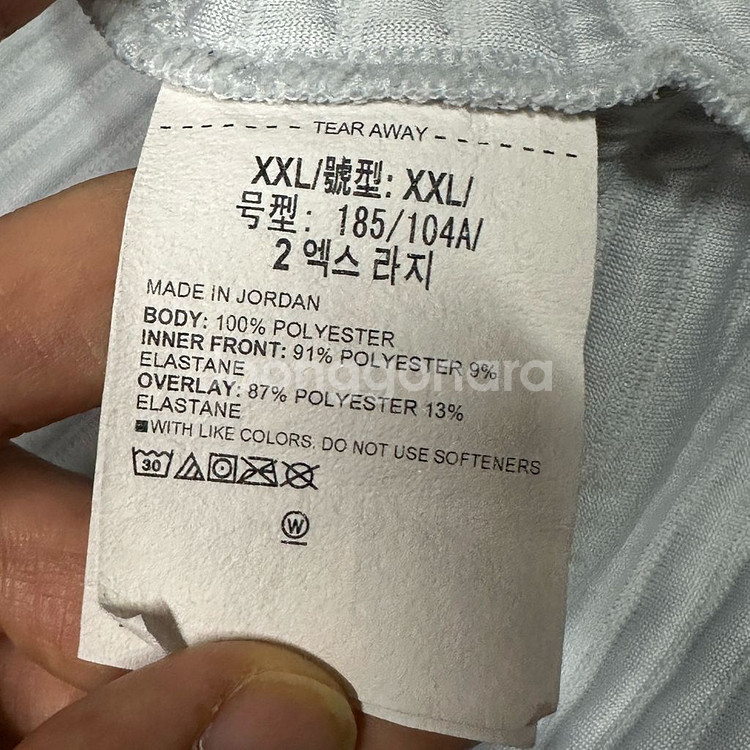 TEAR AWAY
XXL/號型: XXL/
号型: 185/104A/
2 엑스 라지
MADE IN JORDAN
BODY: 100% POLYESTER
INNER FRONT: 91% POLYESTER 9%
ELASTANE
OVERLAY: 87% POLYESTER 13%
ELASTANE
WITH LIKE COLORS. DO NOT USE SOFTENERS
30
W